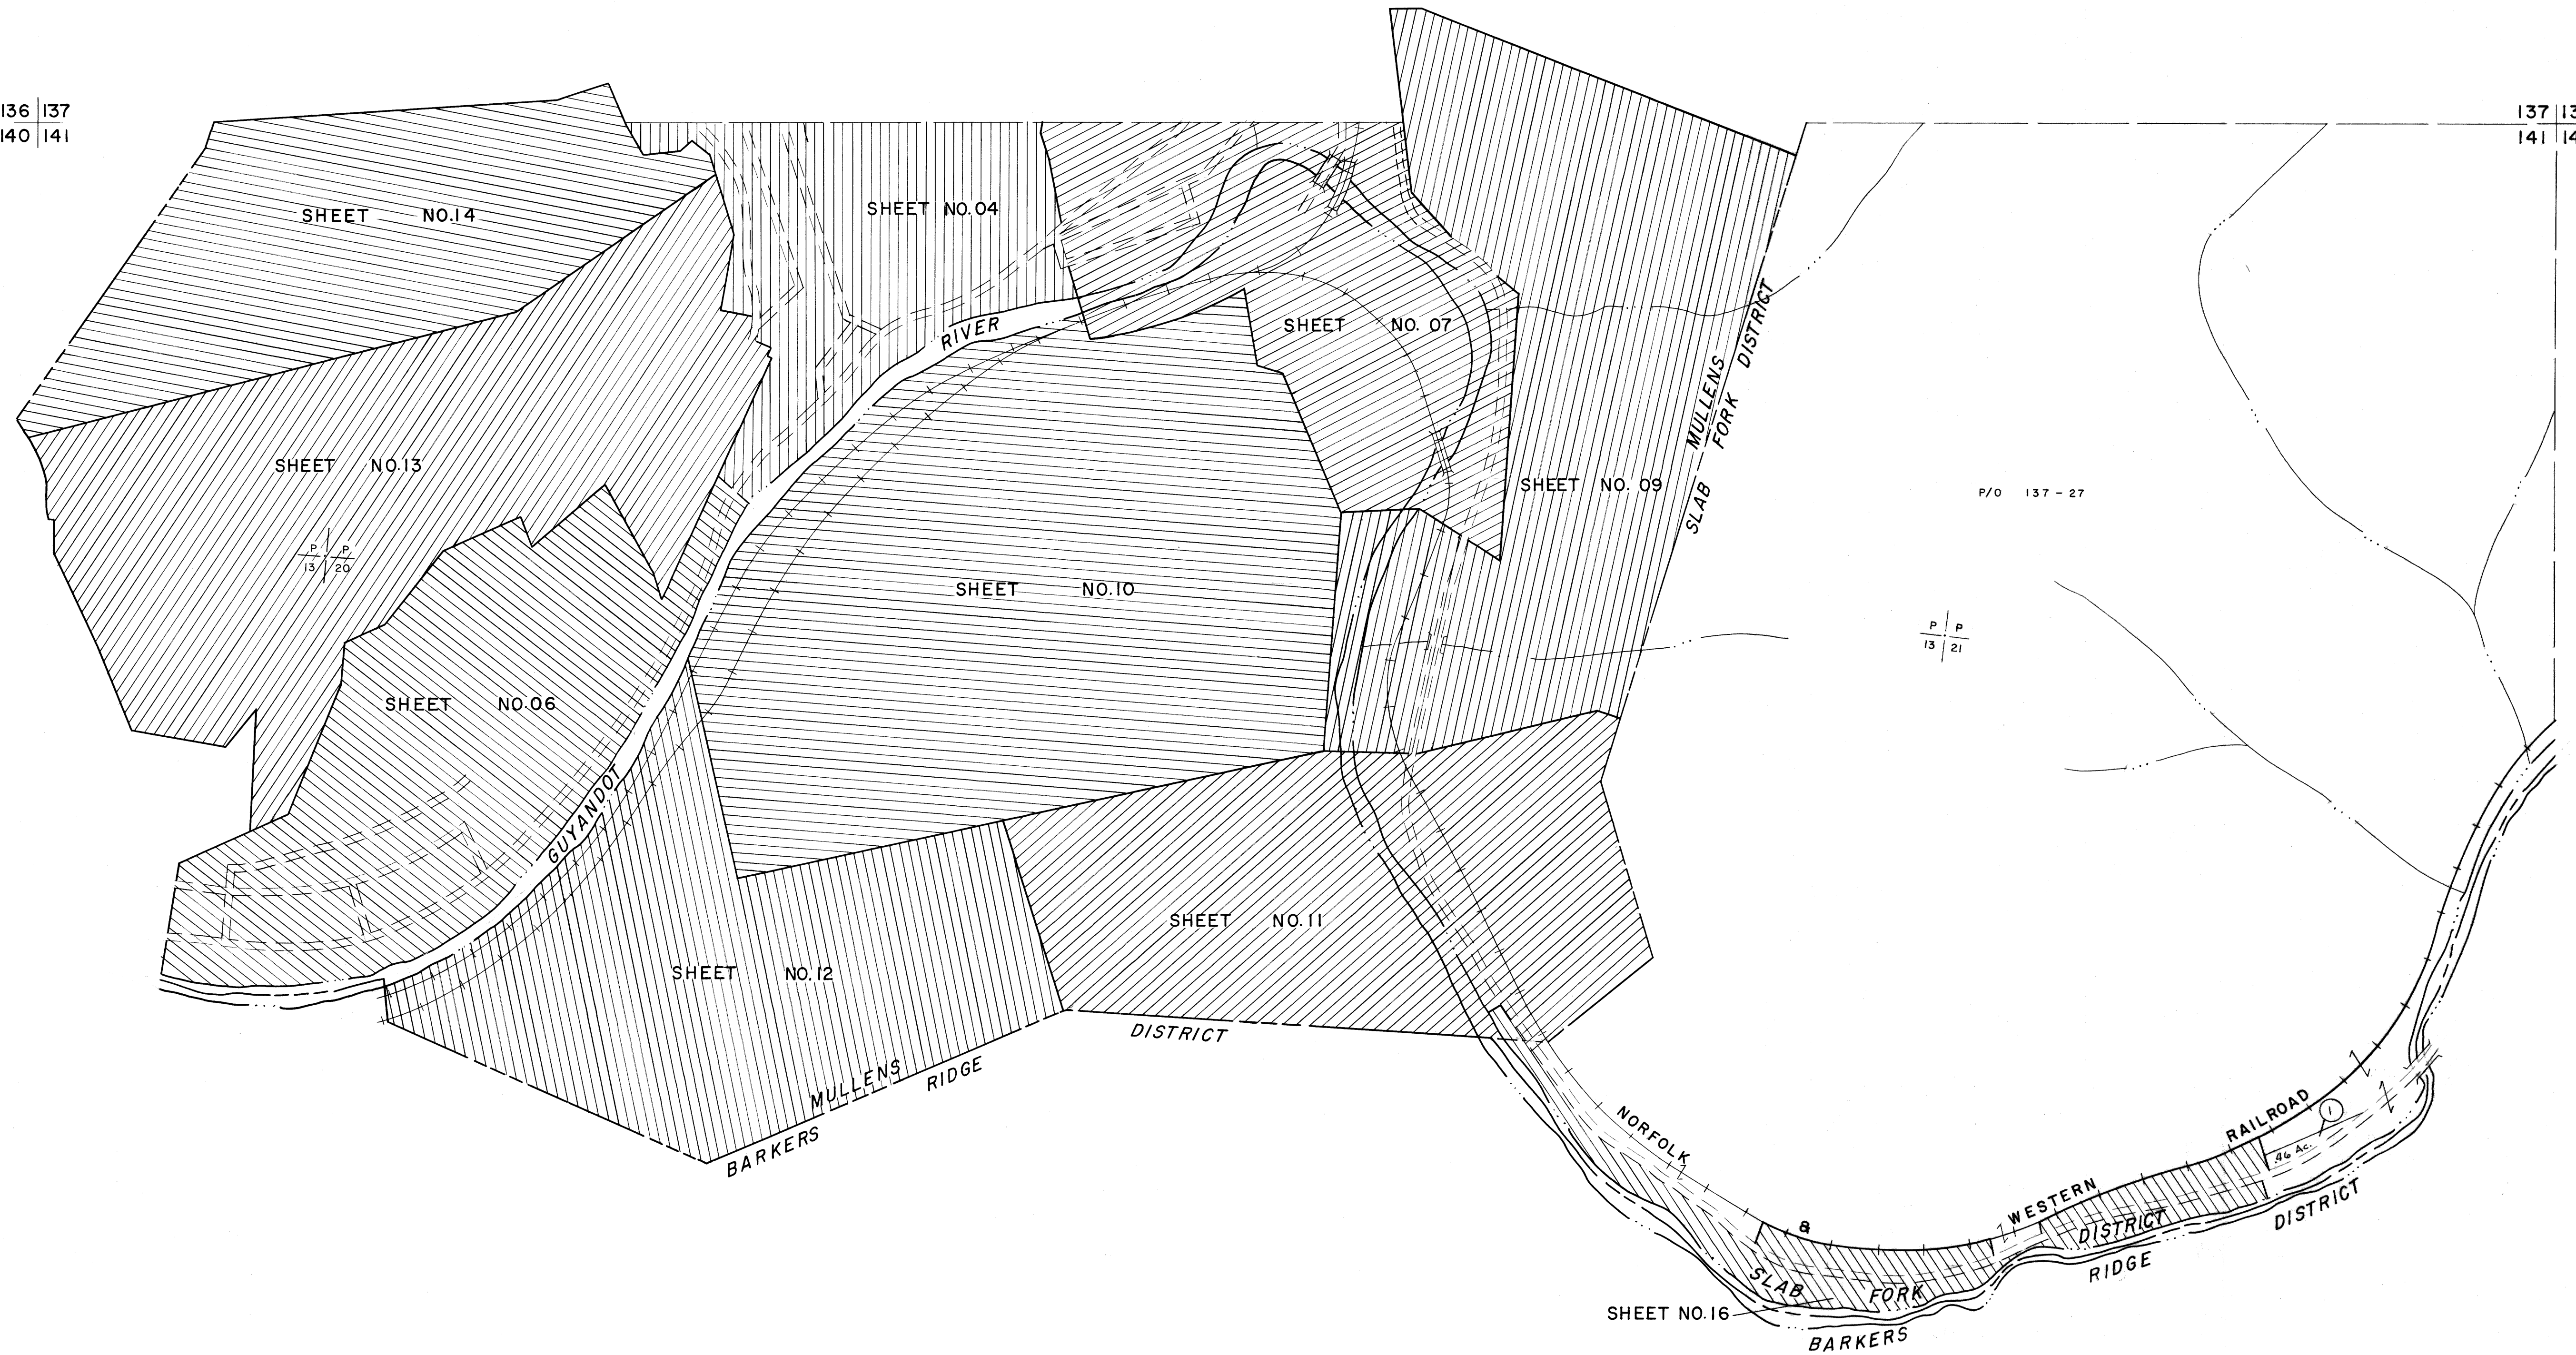 136 137
140 141
137 13
141 14
SHEET NO.14
SHEET NO.04
RIVER
SHEET NO. 07
MULLENS DISTRICT
SLAB FORK
SHEET NO.13
SHEET NO. 09
P/O 137-27
P P
13 20
SHEET NO.10
P P
13 21
SHEET NO.06
GUYANDOT
SHEET NO.11
SHEET NO.12
DISTRICT
MULLENS
BARKERS RIDGE
NORFOLK
&
WESTERN
RAILROAD
1
.46 Ac.
SLAB FORK DISTRICT
SHEET NO.16
BARKERS RIDGE DISTRICT